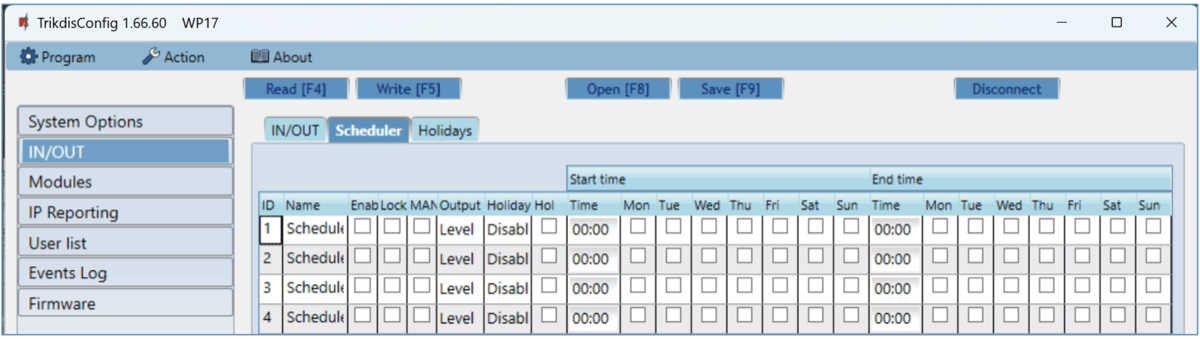 TrikdisConfig 1.66.60 WP17
Program Action About
Read [F4] Write [F5] Open [F8] Save [F9] Disconnect
System Options
IN/OUT
Modules
IP Reporting
User list
Events Log
Firmware
IN/OUT Scheduler Holidays
Start time End time
ID Name Enab Lock MAN Output Holiday Hol Time Mon Tue Wed Thu Fri Sat Sun Time Mon Tue Wed Thu Fri Sat Sun
1 Schedule Level Disabl 00:00 00:00
2 Schedule Level Disabl 00:00 00:00
3 Schedule Level Disabl 00:00 00:00
4 Schedule Level Disabl 00:00 00:00